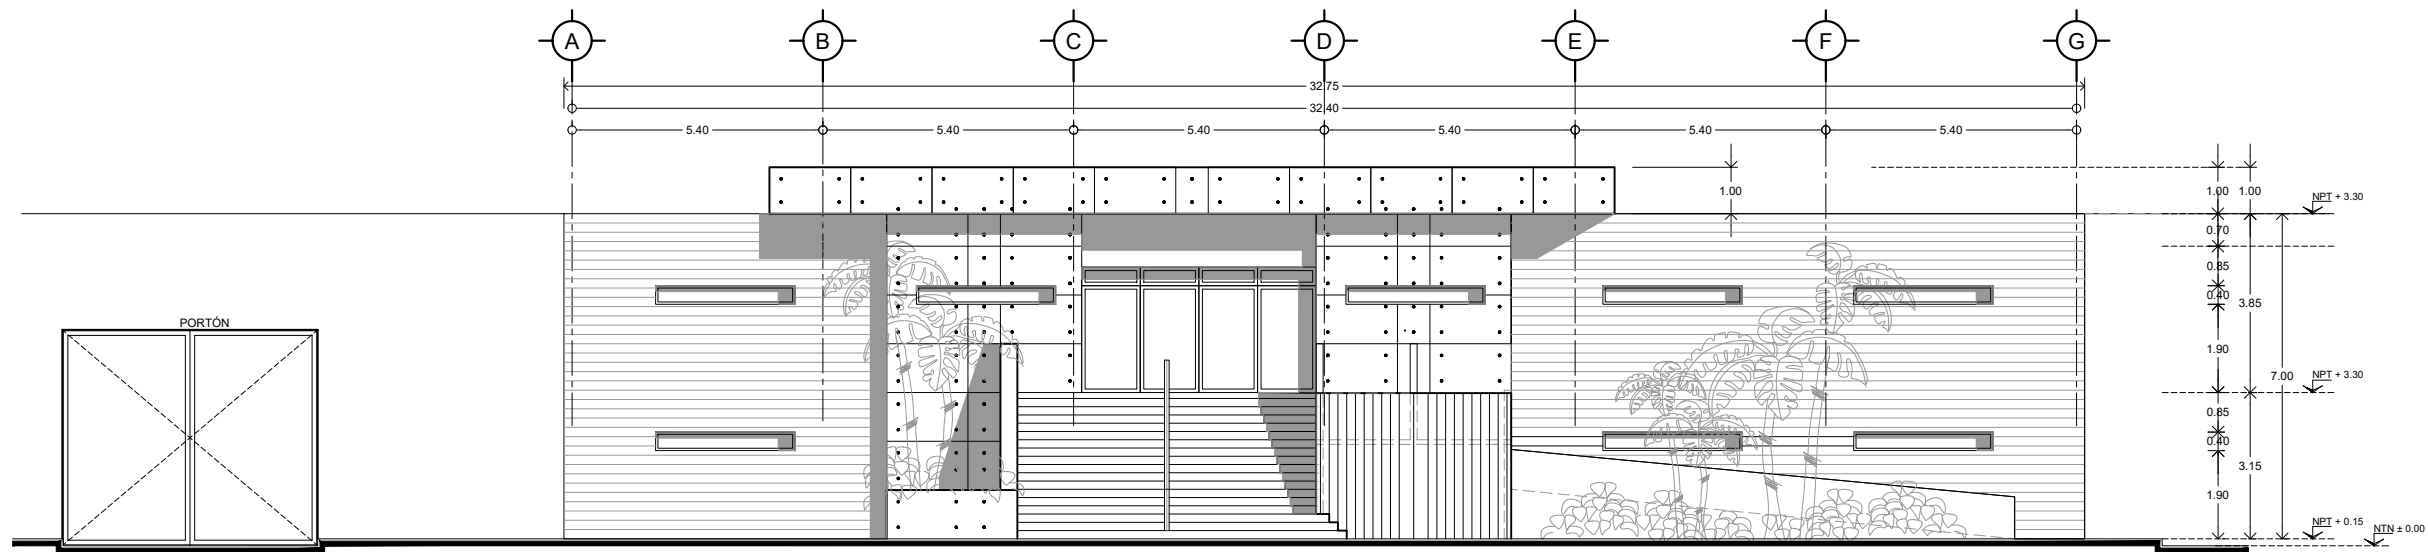 A B C D E F G
32.75
32.40
5.40 5.40 5.40 5.40 5.40 5.40
1.00 1.00 1.00
NPT + 3.30
0.70
0.85
0.40 3.85
PORTÓN
1.90
7.00 NPT + 3.30
0.85
0.40
3.15
1.90
NPT + 0.15
NTN ± 0.00